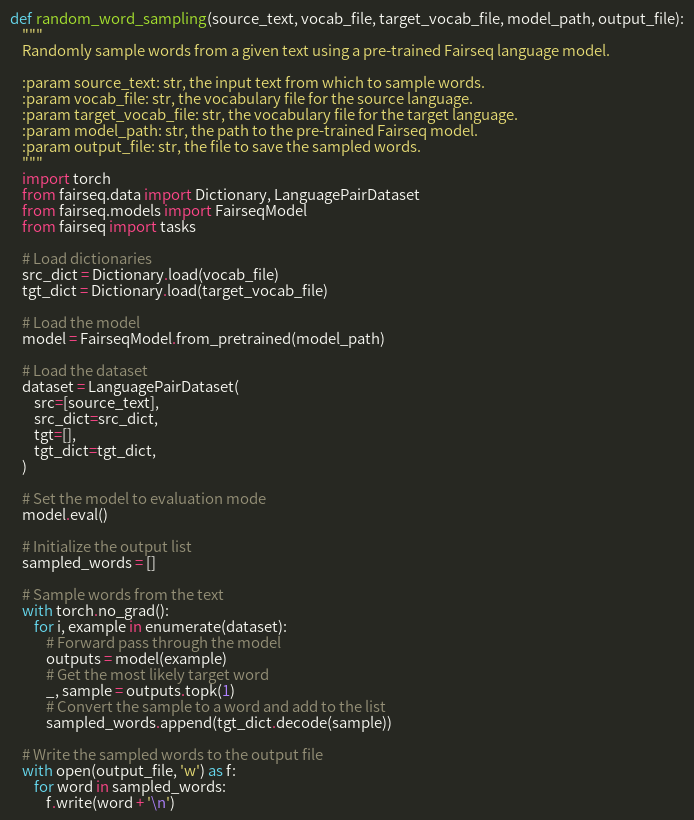 def random_word_sampling(source_text, vocab_file, target_vocab_file, model_path, output_file):
"""
Randomly sample words from a given text using a pre-trained Fairseq language model.
:param source_text: str, the input text from which to sample words.
:param vocab_file: str, the vocabulary file for the source language.
:param target_vocab_file: str, the vocabulary file for the target language.
:param model_path: str, the path to the pre-trained Fairseq model.
:param output_file: str, the file to save the sampled words.
"""
import torch
from fairseq.data import Dictionary, LanguagePairDataset
from fairseq.models import FairseqModel
from fairseq import tasks
# Load dictionaries
src_dict = Dictionary.load(vocab_file)
tgt_dict = Dictionary.load(target_vocab_file)
# Load the model
model = FairseqModel.from_pretrained(model_path)
# Load the dataset
dataset = LanguagePairDataset(
src=[source_text],
src_dict=src_dict,
tgt=[],
tgt_dict=tgt_dict,
)
# Set the model to evaluation mode
model.eval()
# Initialize the output list
sampled_words = []
# Sample words from the text
with torch.no_grad():
for i, example in enumerate(dataset):
# Forward pass through the model
outputs = model(example)
# Get the most likely target word
_, sample = outputs.topk(1)
# Convert the sample to a word and add to the list
sampled_words.append(tgt_dict.decode(sample))
# Write the sampled words to the output file
with open(output_file, 'w') as f:
for word in sampled_words:
f.write(word + '\n')